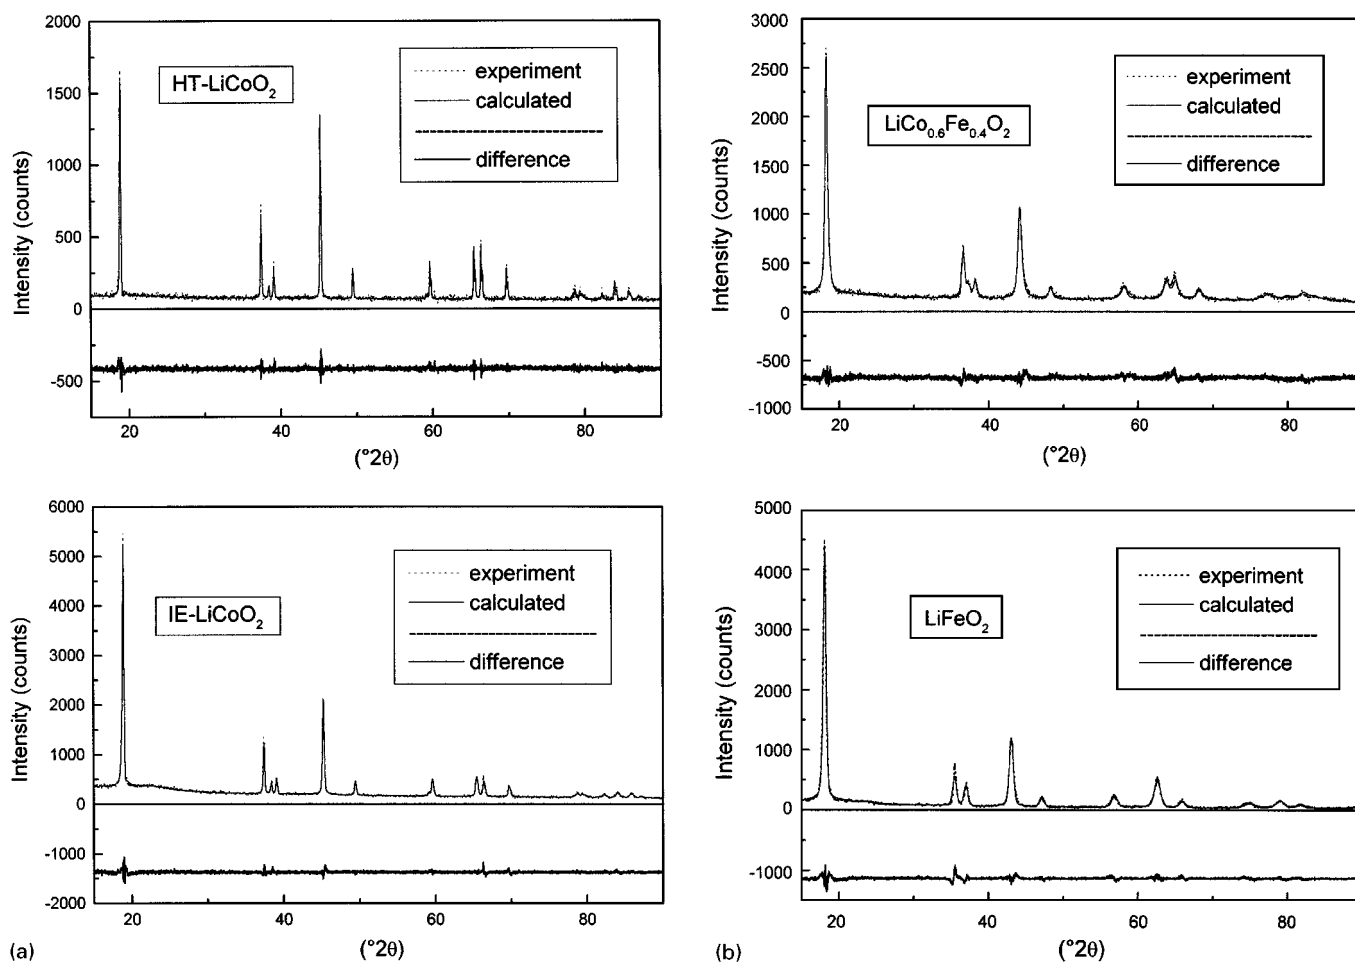 2000
1500
1000
500
0
-500
Intensity (counts)
HT-LiCoO₂
experiment
calculated
difference
20 40 60 80
(°2θ)
3000
2500
2000
1500
1000
500
0
-500
-1000
Intensity (counts)
LiCo₀.₆Fe₀.₄O₂
experiment
calculated
difference
20 40 60 80
(°2θ)
6000
5000
4000
3000
2000
1000
0
-1000
-2000
Intensity (counts)
IE-LiCoO₂
experiment
calculated
difference
20 40 60 80
(a)
(°2θ)
5000
4000
3000
2000
1000
0
-1000
Intensity (counts)
LiFeO₂
experiment
calculated
difference
20 40 60 80
(b)
(°2θ)